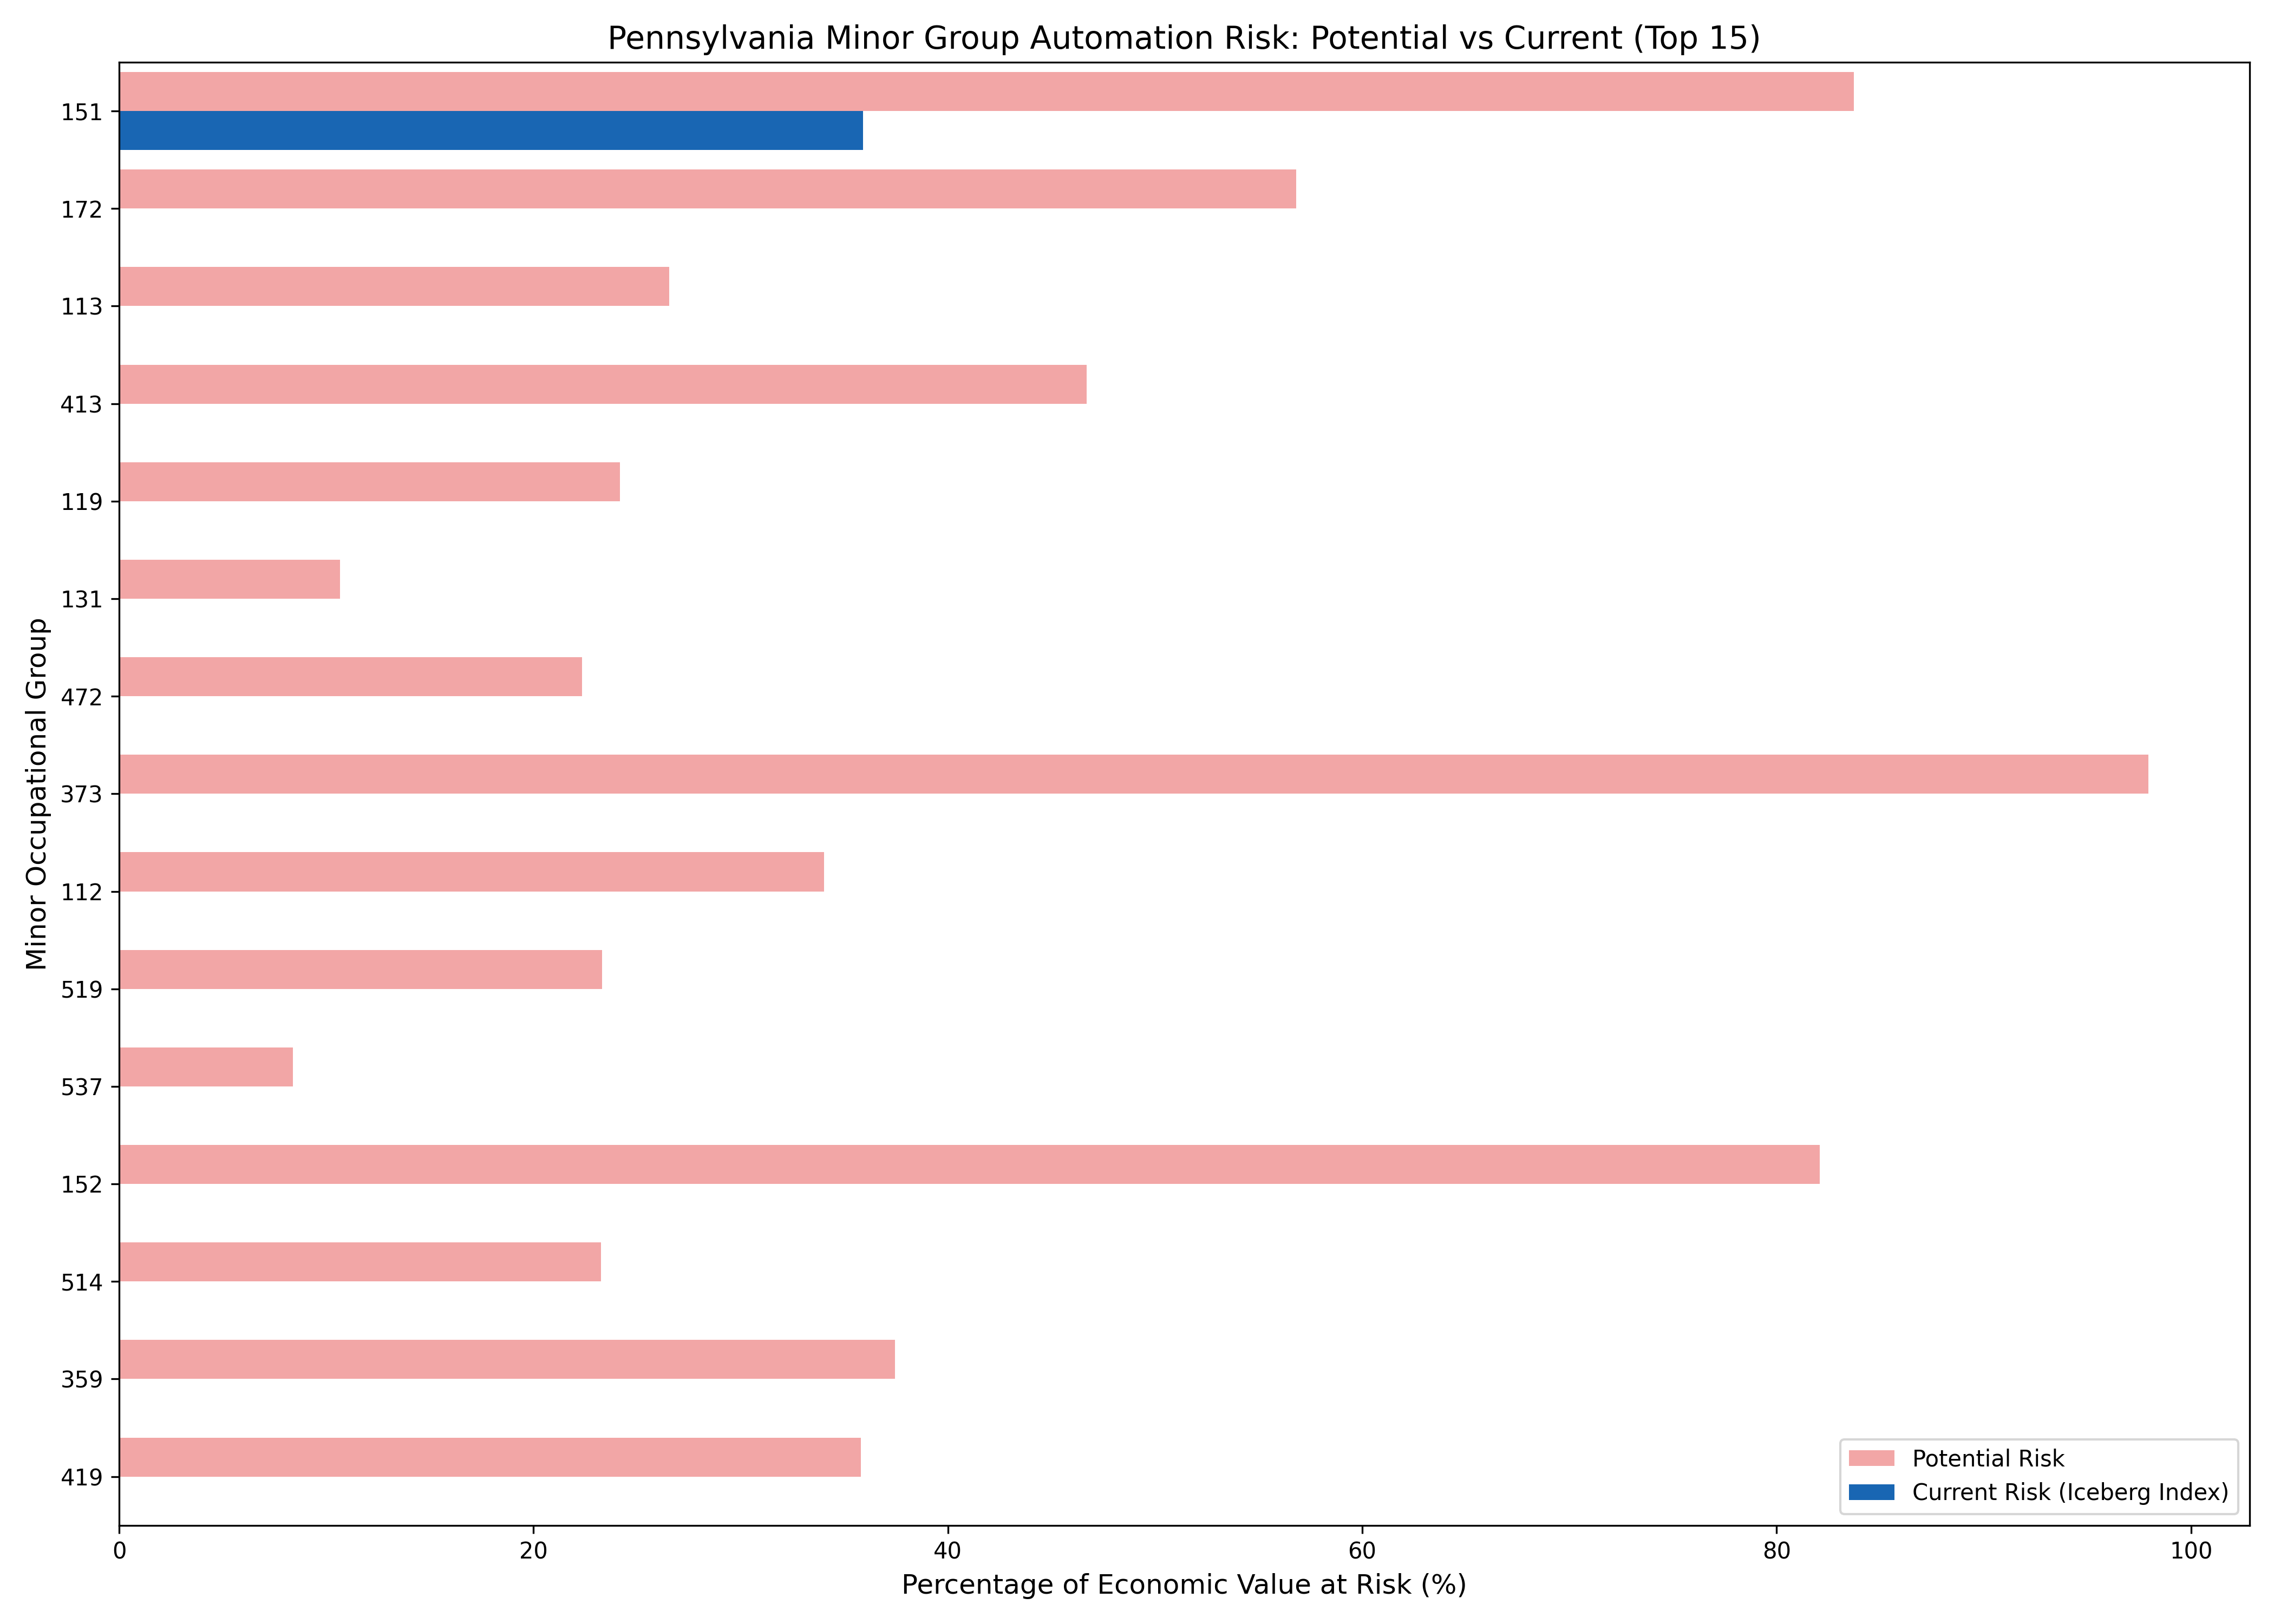 Pennsylvania Minor Group Automation Risk: Potential vs Current (Top 15)
Minor Occupational Group
151
172
113
413
119
131
472
373
112
519
537
152
514
359
419
Potential Risk
Current Risk (Iceberg Index)
0 20 40 60 80 100
Percentage of Economic Value at Risk (%)